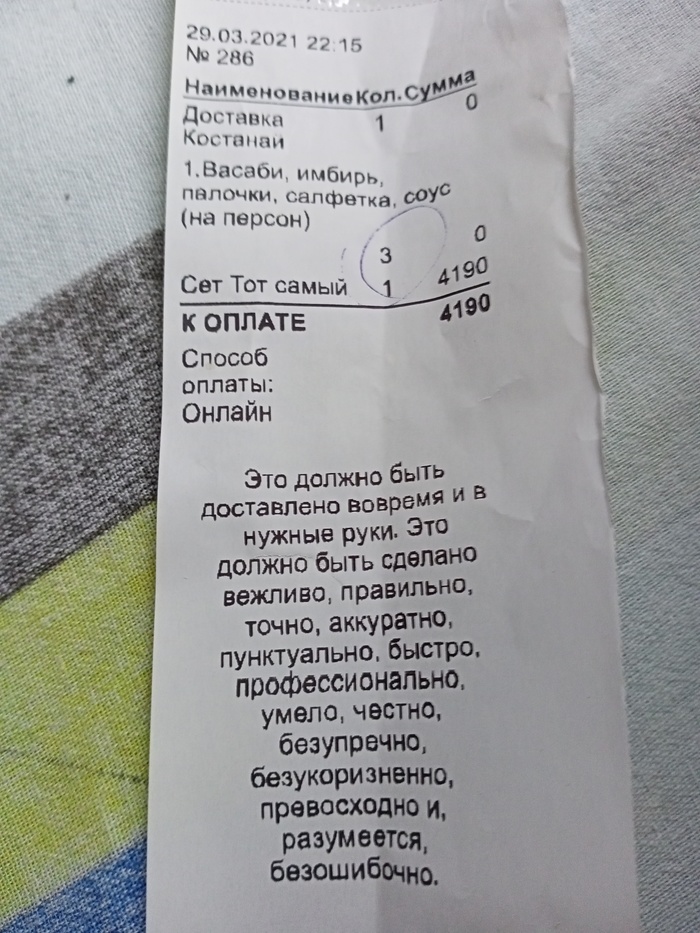 29.03.2021 22:15
№ 286
Наименование Кол. Сумма
Доставка 1 0
Костанай
1.Васаби, имбирь,
палочки, салфетка, соус
(на персон)
3 0
Сет Тот самый 1 4190
К ОПЛАТЕ 4190
Способ
оплаты:
Онлайн
Это должно быть
доставлено вовремя и в
нужные руки. Это
должно быть сделано
вежливо, правильно,
точно, аккуратно,
пунктуально, быстро,
профессионально,
умело, честно,
безупречно,
безукоризненно,
превосходно и,
разумеется,
безошибочно.